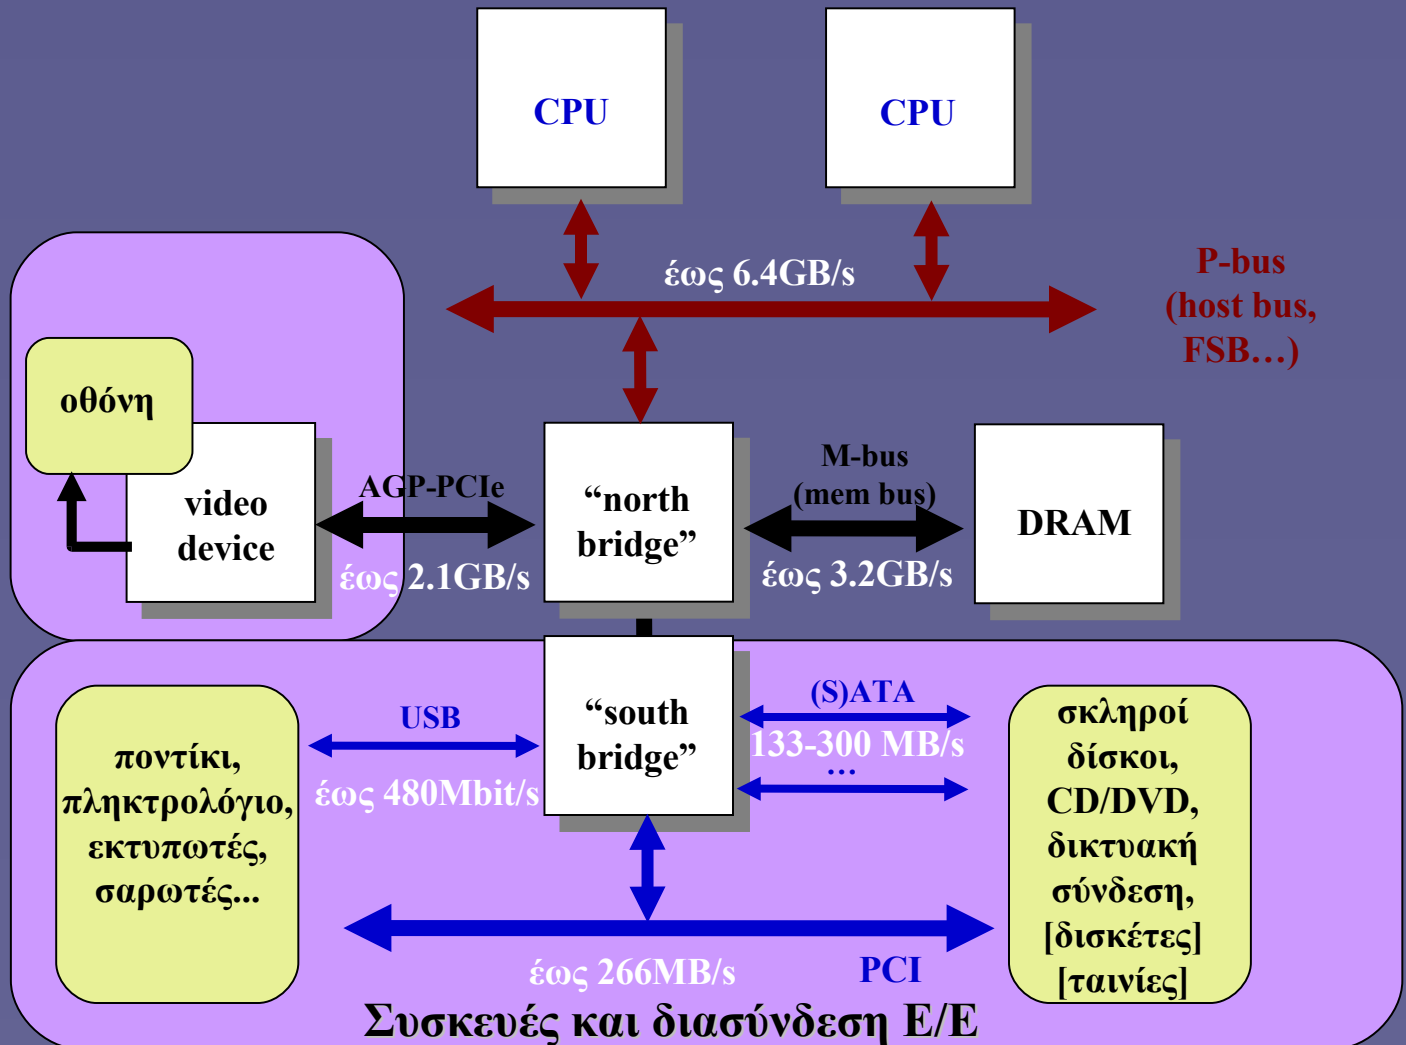 CPU
CPU
έως 6.4GB/s
P-bus
(host bus,
FSB…)
οθόνη
video
device
AGP-PCIe
έως 2.1GB/s
“north
bridge”
M-bus
(mem bus)
έως 3.2GB/s
DRAM
ποντίκι,
πληκτρολόγιο,
εκτυπωτές,
σαρωτές...
USB
έως 480Mbit/s
“south
bridge”
(S)ATA
133-300 MB/s
…
σκληροί
δίσκοι,
CD/DVD,
δικτυακή
σύνδεση,
[δισκέτες]
[ταινίες]
έως 266MB/s
PCI
Συσκευές και διασύνδεση Ε/Ε